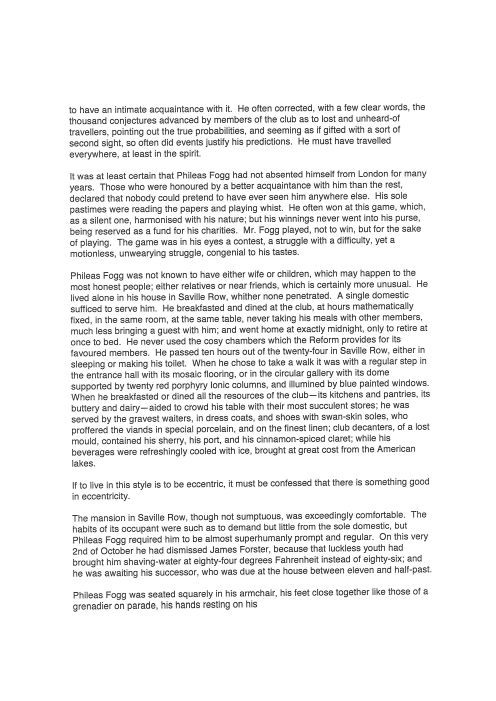 to have an intimate acquaintance with it.  He often corrected, with a few clear words, the
thousand conjectures advanced by members of the club as to lost and unheard-of
travellers, pointing out the true probabilities, and seeming as if gifted with a sort of
second sight, so often did events justify his predictions.  He must have travelled
everywhere, at least in the spirit.

It was at least certain that Phileas Fogg had not absented himself from London for many
years.  Those who were honoured by a better acquaintance with him than the rest,
declared that nobody could pretend to have ever seen him anywhere else.  His sole
pastimes were reading the papers and playing whist.  He often won at this game, which,
as a silent one, harmonised with his nature; but his winnings never went into his purse,
being reserved as a fund for his charities.  Mr. Fogg played, not to win, but for the sake
of playing.  The game was in his eyes a contest, a struggle with a difficulty, yet a
motionless, unwearying struggle, congenial to his tastes.

Phileas Fogg was not known to have either wife or children, which may happen to the
most honest people; either relatives or near friends, which is certainly more unusual.  He
lived alone in his house in Saville Row, whither none penetrated.  A single domestic
sufficed to serve him.  He breakfasted and dined at the club, at hours mathematically
fixed, in the same room, at the same table, never taking his meals with other members,
much less bringing a guest with him; and went home at exactly midnight, only to retire at
once to bed.  He never used the cosy chambers which the Reform provides for its
favoured members.  He passed ten hours out of the twenty-four in Saville Row, either in
sleeping or making his toilet.  When he chose to take a walk it was with a regular step in
the entrance hall with its mosaic flooring, or in the circular gallery with its dome
supported by twenty red porphyry Ionic columns, and illumined by blue painted windows.
When he breakfasted or dined all the resources of the club—its kitchens and pantries, its
buttery and dairy—aided to crowd his table with their most succulent stores; he was
served by the gravest waiters, in dress coats, and shoes with swan-skin soles, who
proffered the viands in special porcelain, and on the finest linen; club decanters, of a lost
mould, contained his sherry, his port, and his cinnamon-spiced claret; while his
beverages were refreshingly cooled with ice, brought at great cost from the American
lakes.

If to live in this style is to be eccentric, it must be confessed that there is something good
in eccentricity.

The mansion in Saville Row, though not sumptuous, was exceedingly comfortable.  The
habits of its occupant were such as to demand but little from the sole domestic, but
Phileas Fogg required him to be almost superhumanly prompt and regular.  On this very
2nd of October he had dismissed James Forster, because that luckless youth had
brought him shaving-water at eighty-four degrees Fahrenheit instead of eighty-six; and
he was awaiting his successor, who was due at the house between eleven and half-past.

Phileas Fogg was seated squarely in his armchair, his feet close together like those of a
grenadier on parade, his hands resting on his